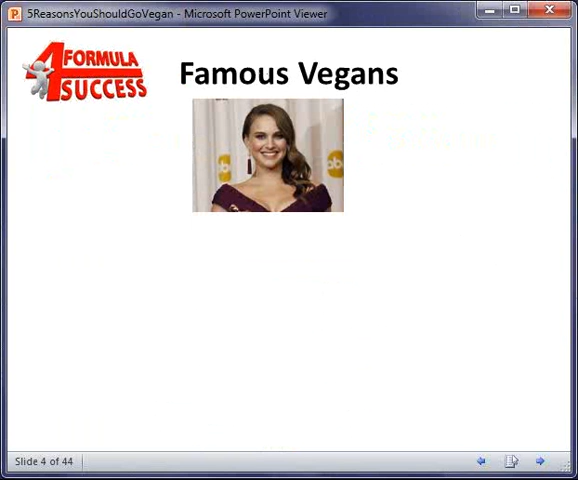 5ReasonsYouShouldGoVegan - Microsoft PowerPoint Viewer
4 FORMULA
SUCCESS
Famous Vegans
Slide 4 of 44